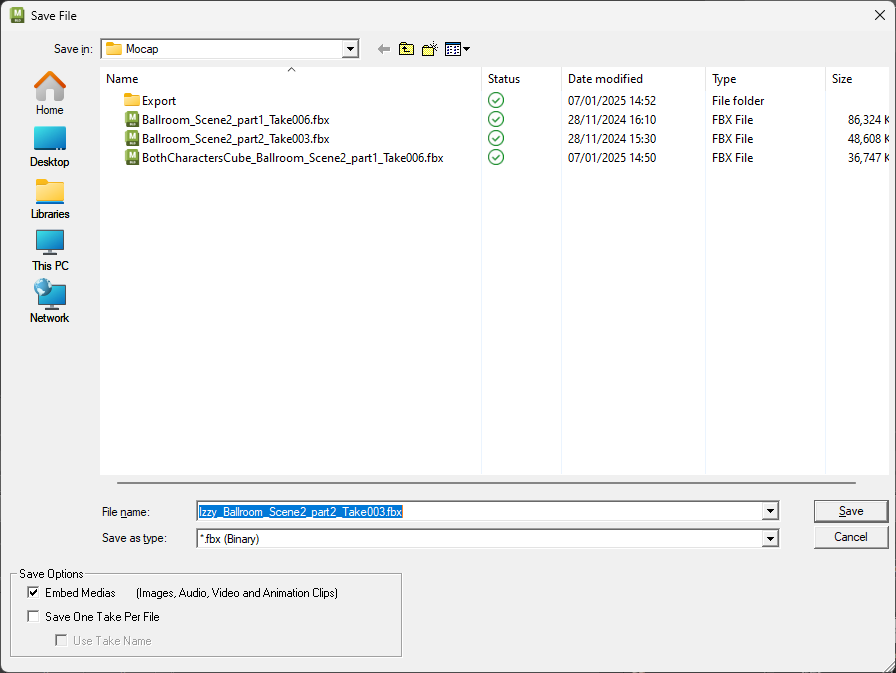 Save File
Save in: Mocap
Name Status Date modified Type Size
Export 07/01/2025 14:52 File folder
Ballroom_Scene2_part1_Take006.fbx 28/11/2024 16:10 FBX File 86,324 K
Ballroom_Scene2_part2_Take003.fbx 28/11/2024 15:30 FBX File 48,608 K
BothCharactersCube_Ballroom_Scene2_part1_Take006.fbx 07/01/2025 14:50 FBX File 36,747 K
Home
Desktop
Libraries
This PC
Network
File name: Izzy_Ballroom_Scene2_part2_Take003.fbx Save
Save as type: *.fbx (Binary) Cancel
Save Options
Embed Medias (Images, Audio, Video and Animation Clips)
Save One Take Per File
Use Take Name